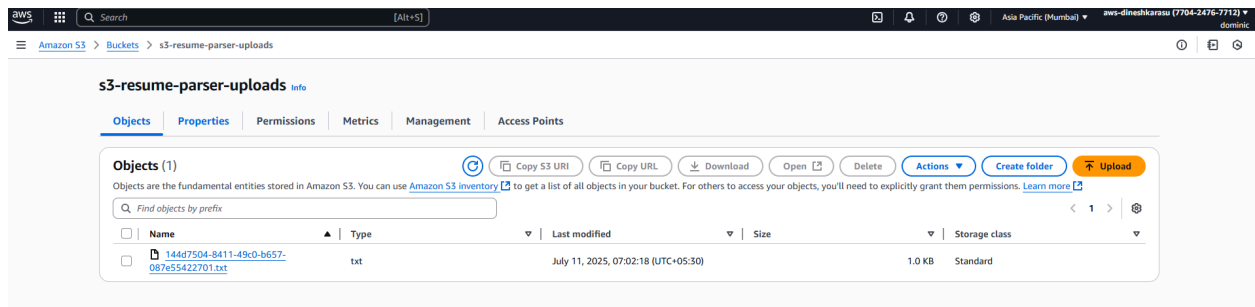 aws
Search [Alt+S] Asia Pacific (Mumbai) ▼ aws-dineshkarasu (7704-2476-7712) ▼
dominic
Amazon S3 > Buckets > s3-resume-parser-uploads
s3-resume-parser-uploads Info
Objects Properties Permissions Metrics Management Access Points
Objects (1) Copy S3 URI Copy URL Download Open Delete Actions ▼ Create folder Upload
Objects are the fundamental entities stored in Amazon S3. You can use Amazon S3 inventory to get a list of all objects in your bucket. For others to access your objects, you'll need to explicitly grant them permissions. Learn more
Find objects by prefix < 1 >
Name Type Last modified Size Storage class
144d7504-8411-49c0-b657-
087e55422701.txt
txt July 11, 2025, 07:02:18 (UTC+05:30) 1.0 KB Standard